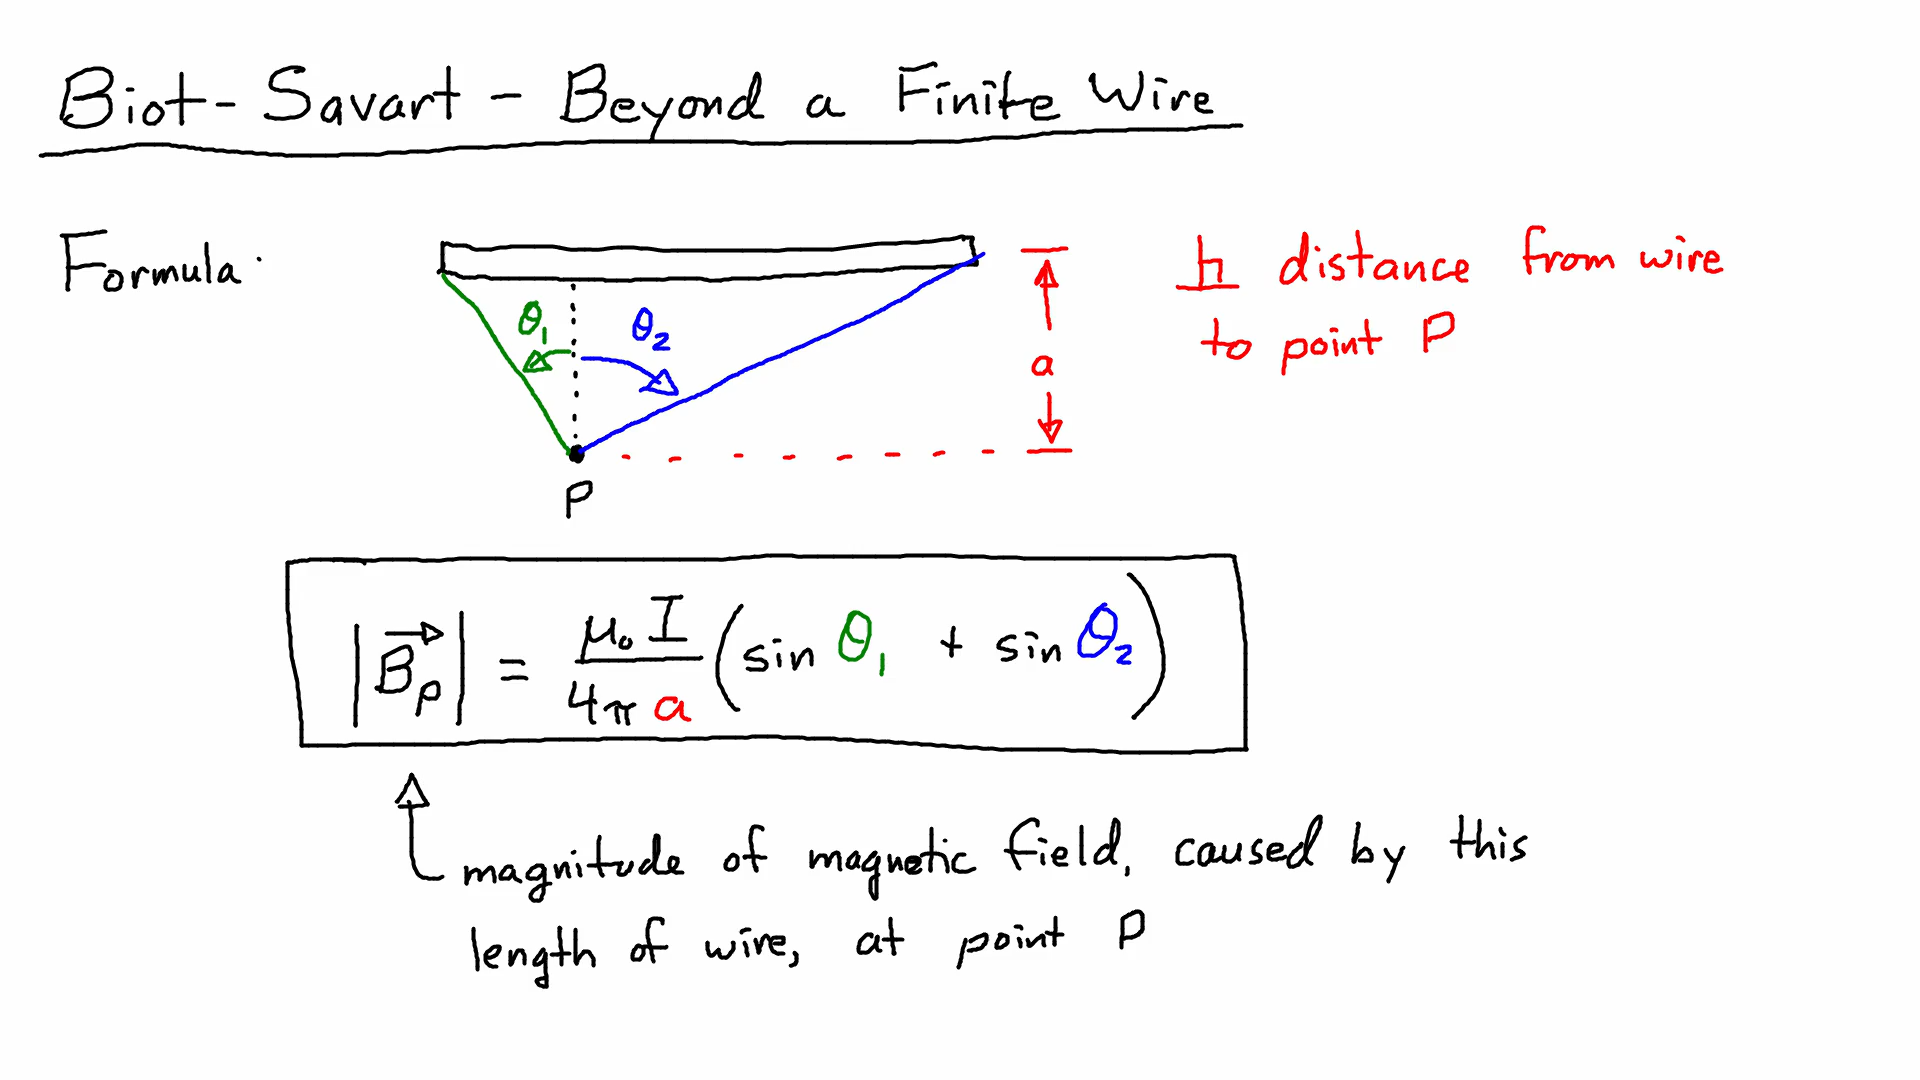 Biot-Savart - Beyond a Finite Wire
Formula:
θ₁
θ₂
a
⊥ distance from wire
to point P
P
|B⃗ₚ| = μ₀I / 4πa (sin θ₁ + sin θ₂)
magnitude of magnetic field, caused by this
length of wire, at point P